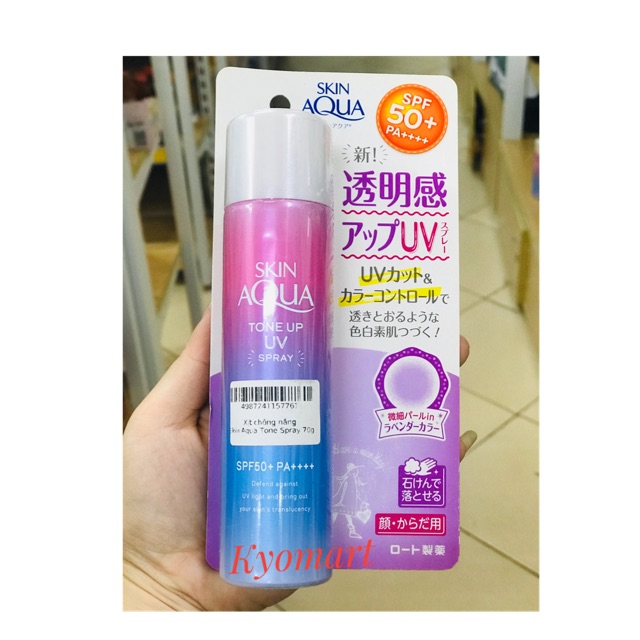 SKIN
AQUA
SPF
50+
PA++++
新!
透明感
アップUVスプレー
UVカット&
カラーコントロールで
透きとおるような
色白素肌つづく!
微細パールin
ラベンダーカラー
石けんで
落とせる
顔・からだ用
ロート製薬
SKIN
AQUA
TONE UP
UV
SPRAY
4987241157761
Xịt chống nắng
Skin Aqua Tone Spray 70g
SPF50+ PA++++
Defend against
UV light and bring out
your skin's translucency
Kyomart